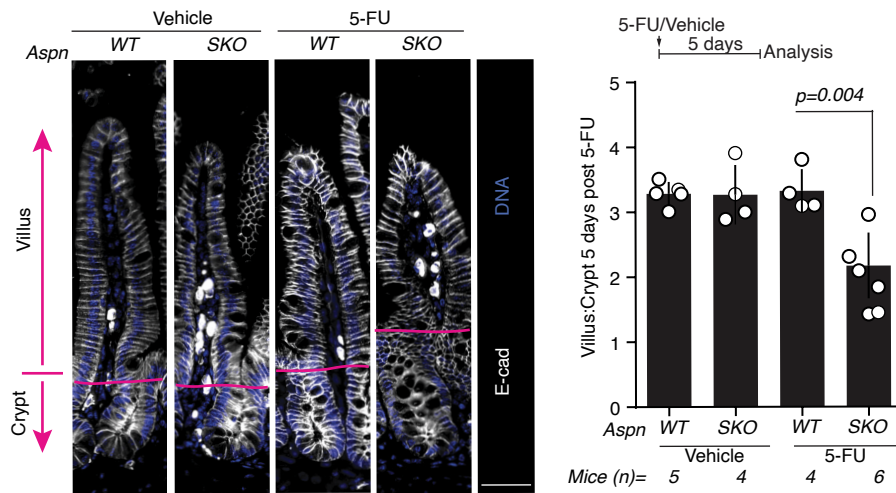 Vehicle 5-FU
Aspn WT SKO WT SKO
Villus
Crypt
DNA
E-cad
5-FU/Vehicle
5 days
Analysis
p=0.004
Villlus:Crypt 5 days post 5-FU
5
4
3
2
1
0
Aspn WT SKO WT SKO
Vehicle 5-FU
Mice (n)= 5 4 4 6